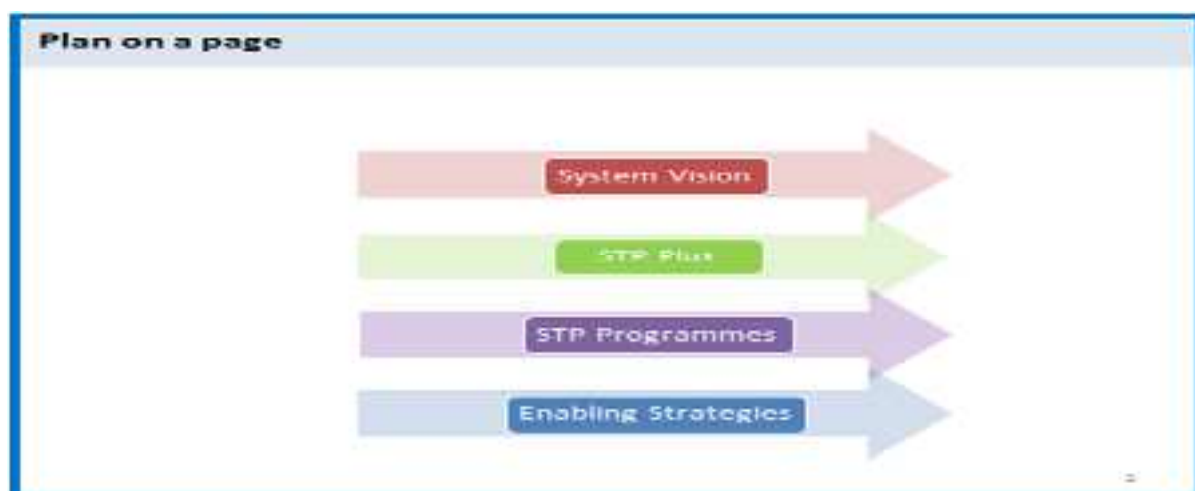 Plan on a page
System Vision
STP Plus
STP Programmes
Enabling Strategies